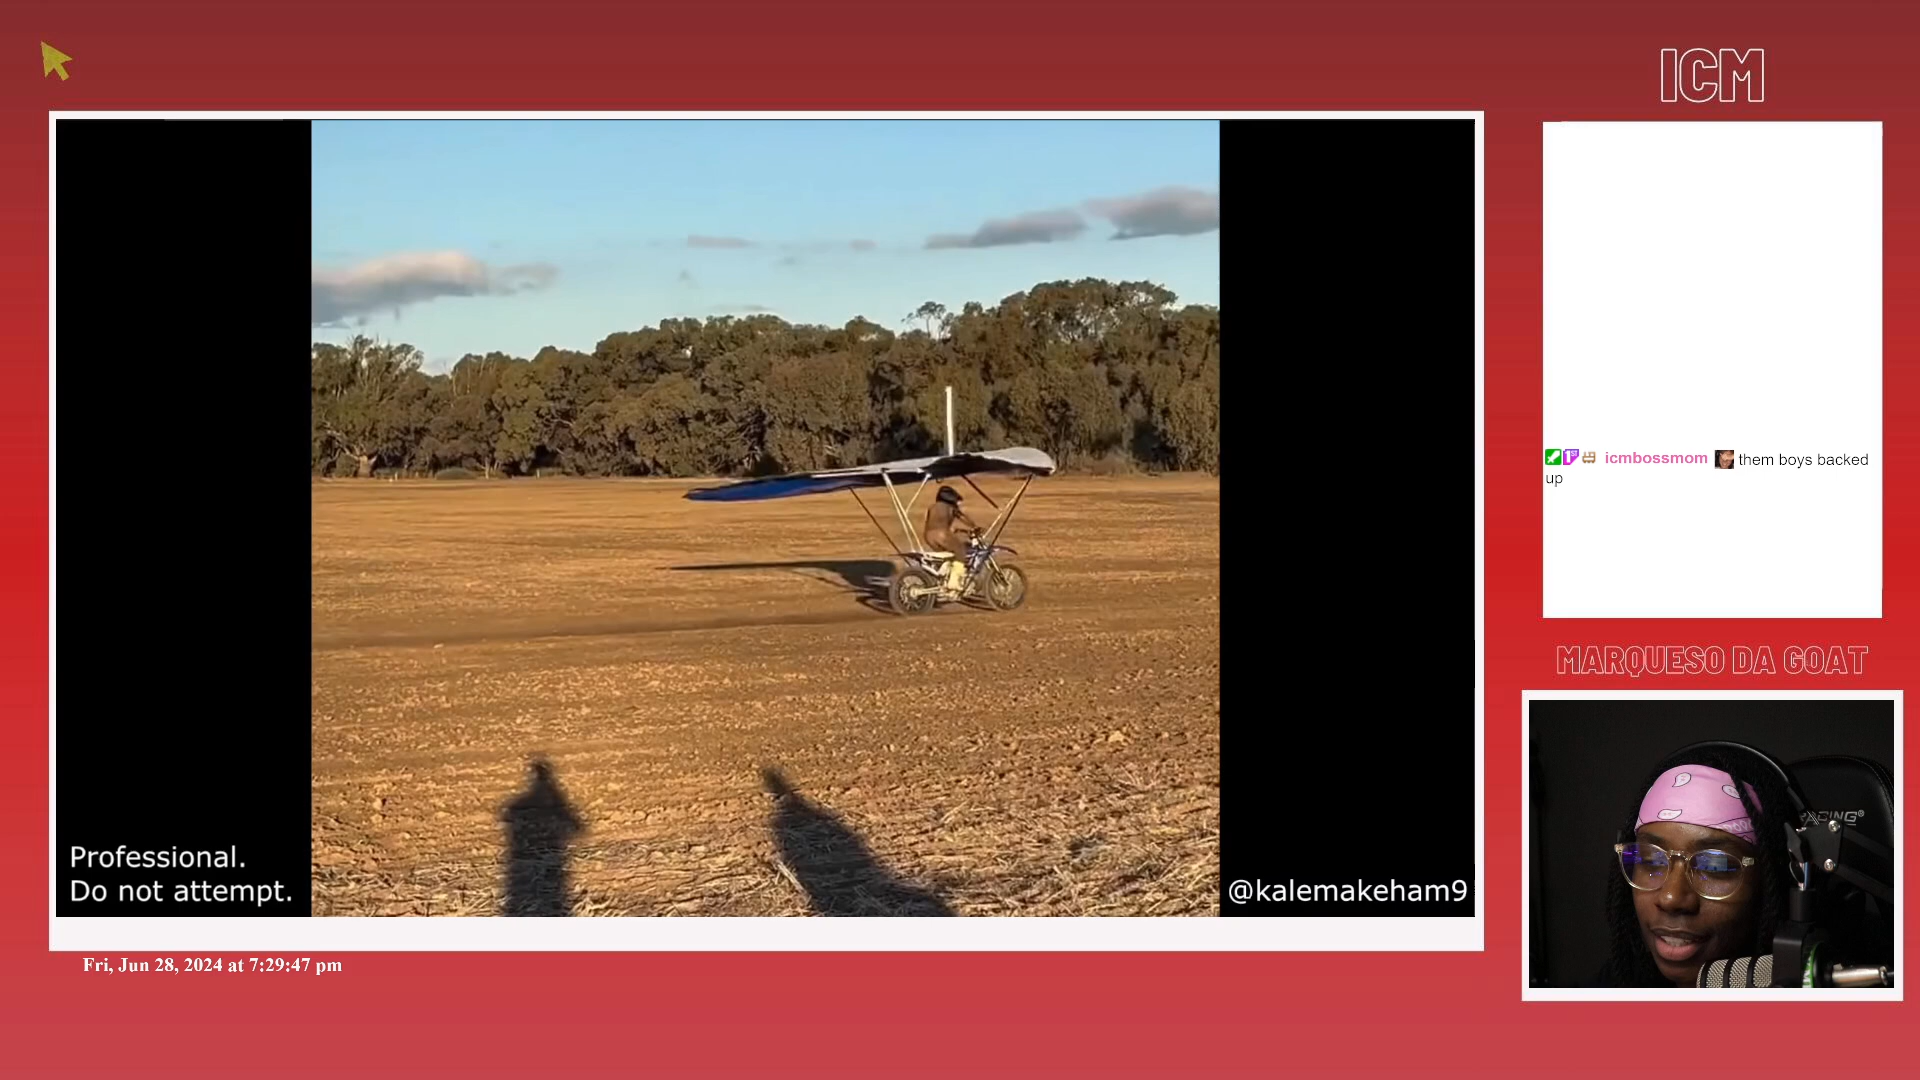 ICM
icmbossmom them boys backed
up
MARQUESO DA GOAT
RACING®
Professional.
Do not attempt.
@kalemakeham9
Fri, Jun 28, 2024 at 7:29:47 pm